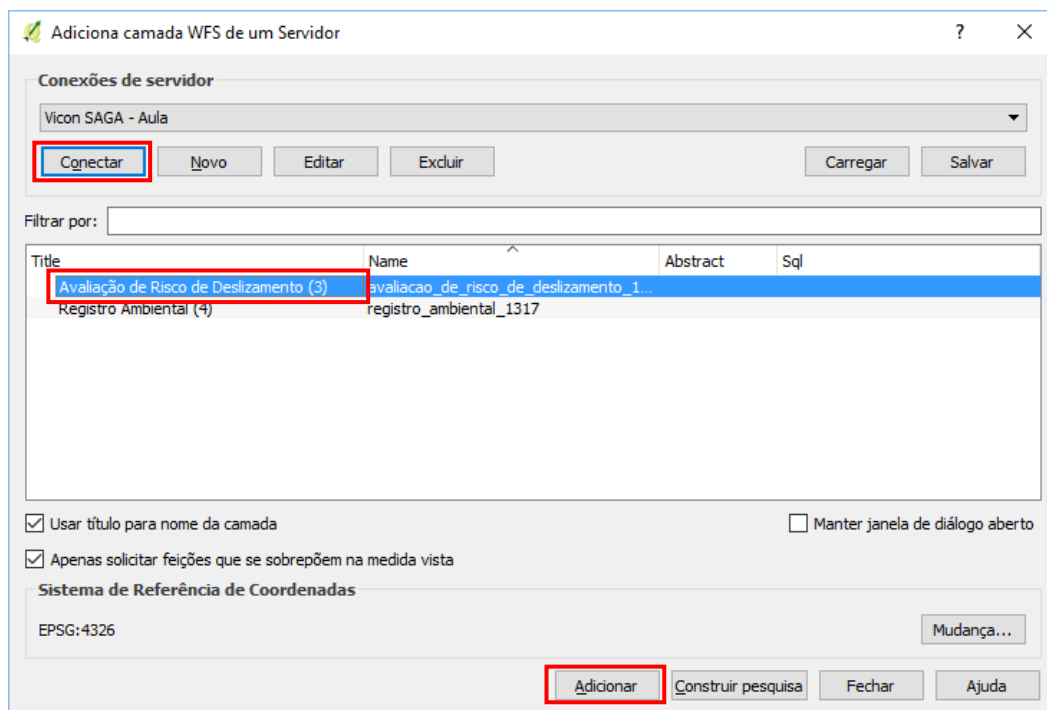 Adiciona camada WFS de um Servidor ?
Conexões de servidor
Vicon SAGA - Aula
Conectar Novo Editar Excluir Carregar Salvar
Filtrar por:
Title Name Abstract Sql
Avaliação de Risco de Deslizamento (3) avaliacao_de_risco_de_deslizamento_1...
Registro Ambiental (4) registro_ambiental_1317
Usar título para nome da camada Manter janela de diálogo aberto
Apenas solicitar feições que se sobrepõem na medida vista
Sistema de Referência de Coordenadas
EPSG:4326 Mudança...
Adicionar Construir pesquisa Fechar Ajuda